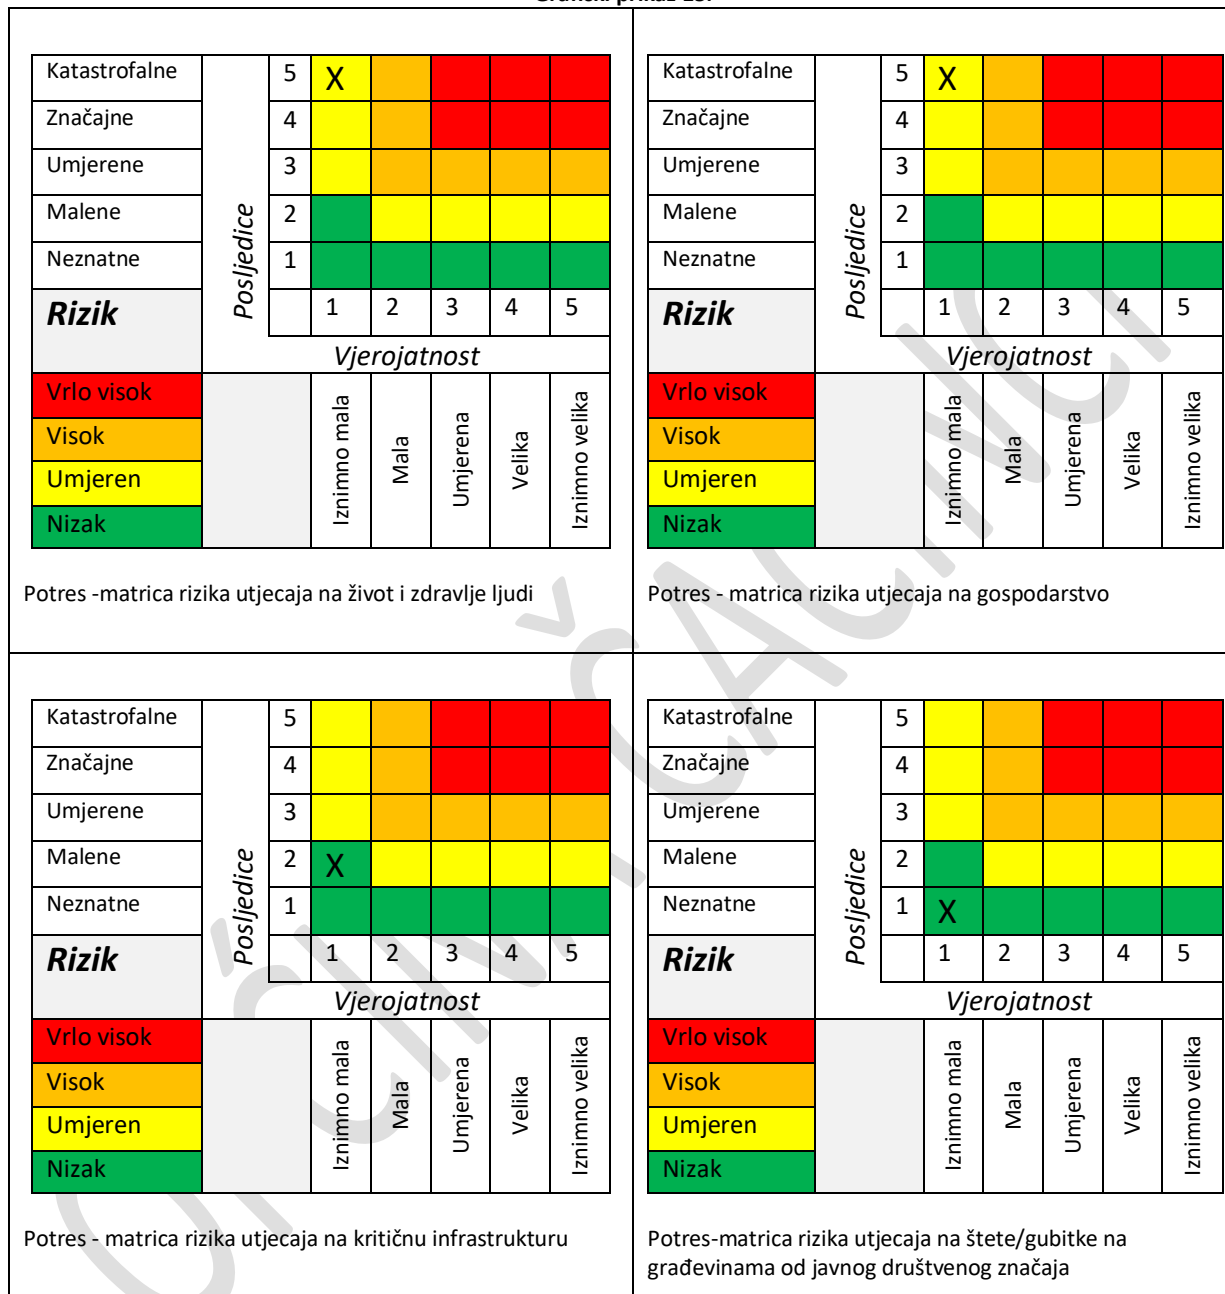 Katastrofalne 5 X
Značajne 4
Umjerene 3
Malene 2
Neznatne 1
Posljedice
Rizik 1 2 3 4 5
Vjerojatnost
Vrlo visok
Visok
Umjeren
Nizak
Iznimno mala
Mala
Umjerena
Velika
Iznimno velika
Potres -matrica rizika utjecaja na život i zdravlje ljudi
Katastrofalne 5 X
Značajne 4
Umjerene 3
Malene 2
Neznatne 1
Posljedice
Rizik 1 2 3 4 5
Vjerojatnost
Vrlo visok
Visok
Umjeren
Nizak
Iznimno mala
Mala
Umjerena
Velika
Iznimno velika
Potres - matrica rizika utjecaja na gospodarstvo
Katastrofalne 5
Značajne 4
Umjerene 3
Malene 2 X
Neznatne 1
Posljedice
Rizik 1 2 3 4 5
Vjerojatnost
Vrlo visok
Visok
Umjeren
Nizak
Iznimno mala
Mala
Umjerena
Velika
Iznimno velika
Potres - matrica rizika utjecaja na kritičnu infrastrukturu
Katastrofalne 5
Značajne 4
Umjerene 3
Malene 2
Neznatne 1 X
Posljedice
Rizik 1 2 3 4 5
Vjerojatnost
Vrlo visok
Visok
Umjeren
Nizak
Iznimno mala
Mala
Umjerena
Velika
Iznimno velika
Potres-matrica rizika utjecaja na štete/gubitke na
građevinama od javnog društvenog značaja